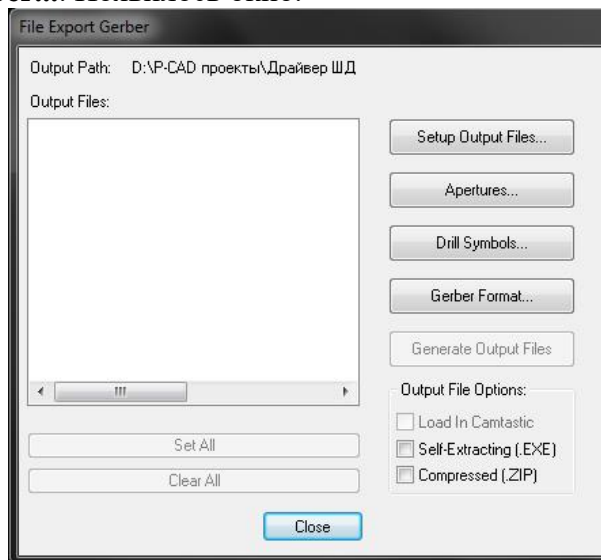 File Export Gerber
Output Path: D:\P-CAD проекты\Драйвер ШД
Output Files:
Setup Output Files...
Apertures...
Drill Symbols...
Gerber Format...
Generate Output Files
Output File Options:
Load In Camtastic
Self-Extracting (.EXE)
Compressed (.ZIP)
Set All
Clear All
Close